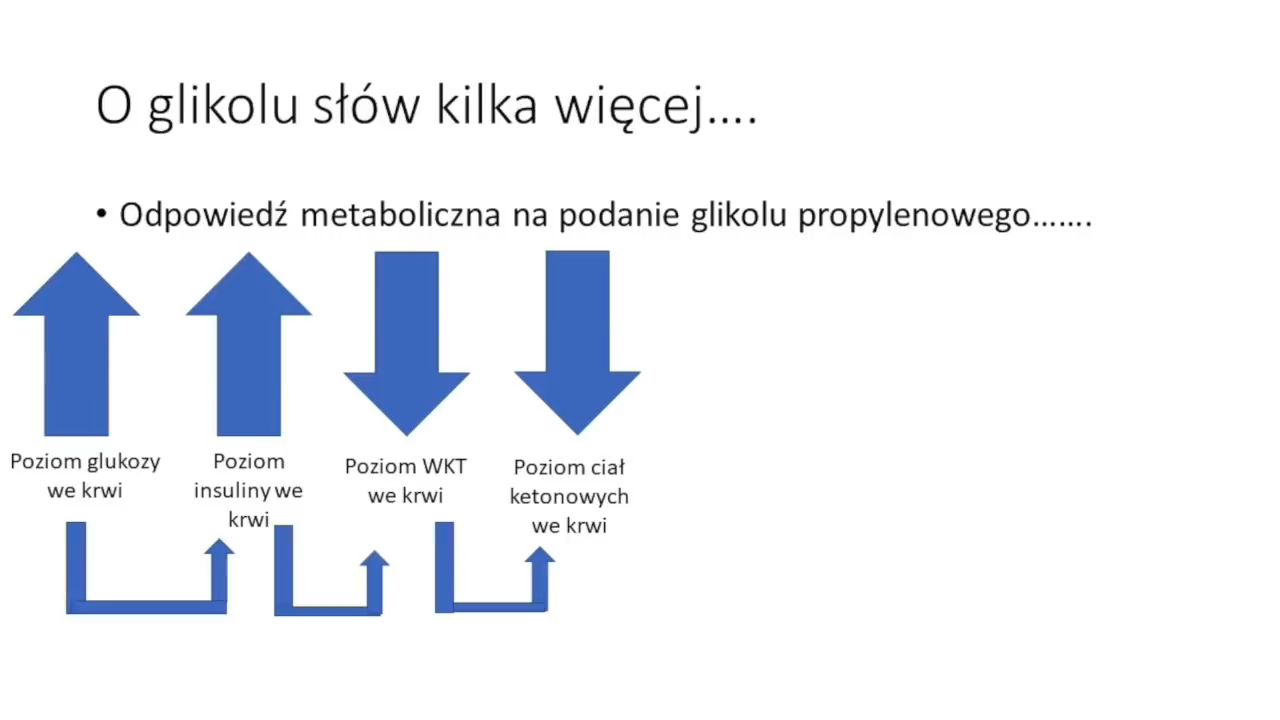 O glikolu słów kilka więcej….
• Odpowiedź metaboliczna na podanie glikolu propylenowego…….
Poziom glukozy
we krwi
Poziom
insuliny we
krwi
Poziom WKT
we krwi
Poziom ciał
ketonowych
we krwi